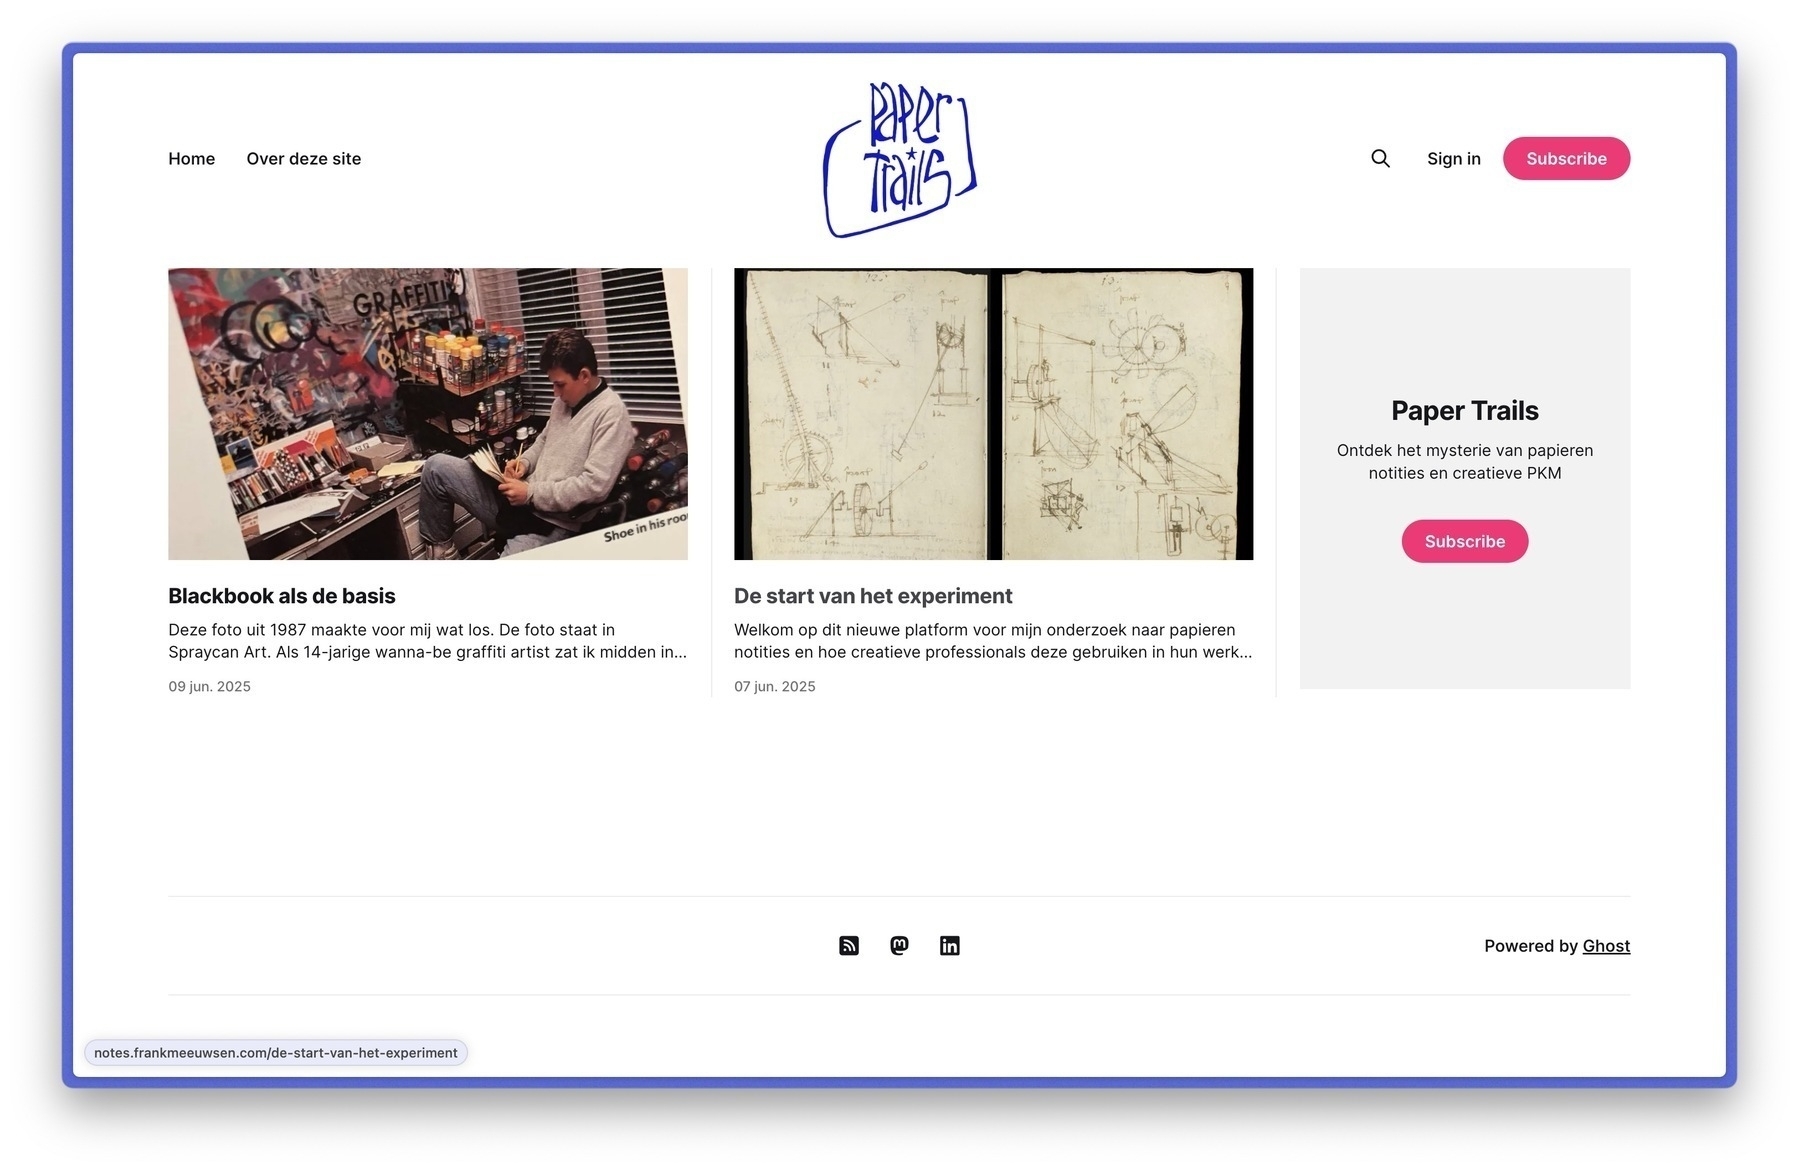 Home
Over deze site
Paper
Trails
Sign in
Subscribe
GRAFFITI
Shoe in his roo
Paper Trails
Ontdek het mysterie van papieren
notities en creatieve PKM
Subscribe
Blackbook als de basis
Deze foto uit 1987 maakte voor mij wat los. De foto staat in
Spraycan Art. Als 14-jarige wanna-be graffiti artist zat ik midden in...
09 jun. 2025
De start van het experiment
Welkom op dit nieuwe platform voor mijn onderzoek naar papieren
notities en hoe creatieve professionals deze gebruiken in hun werk...
07 jun. 2025
Powered by Ghost
notes.frankmeeuwsen.com/de-start-van-het-experiment